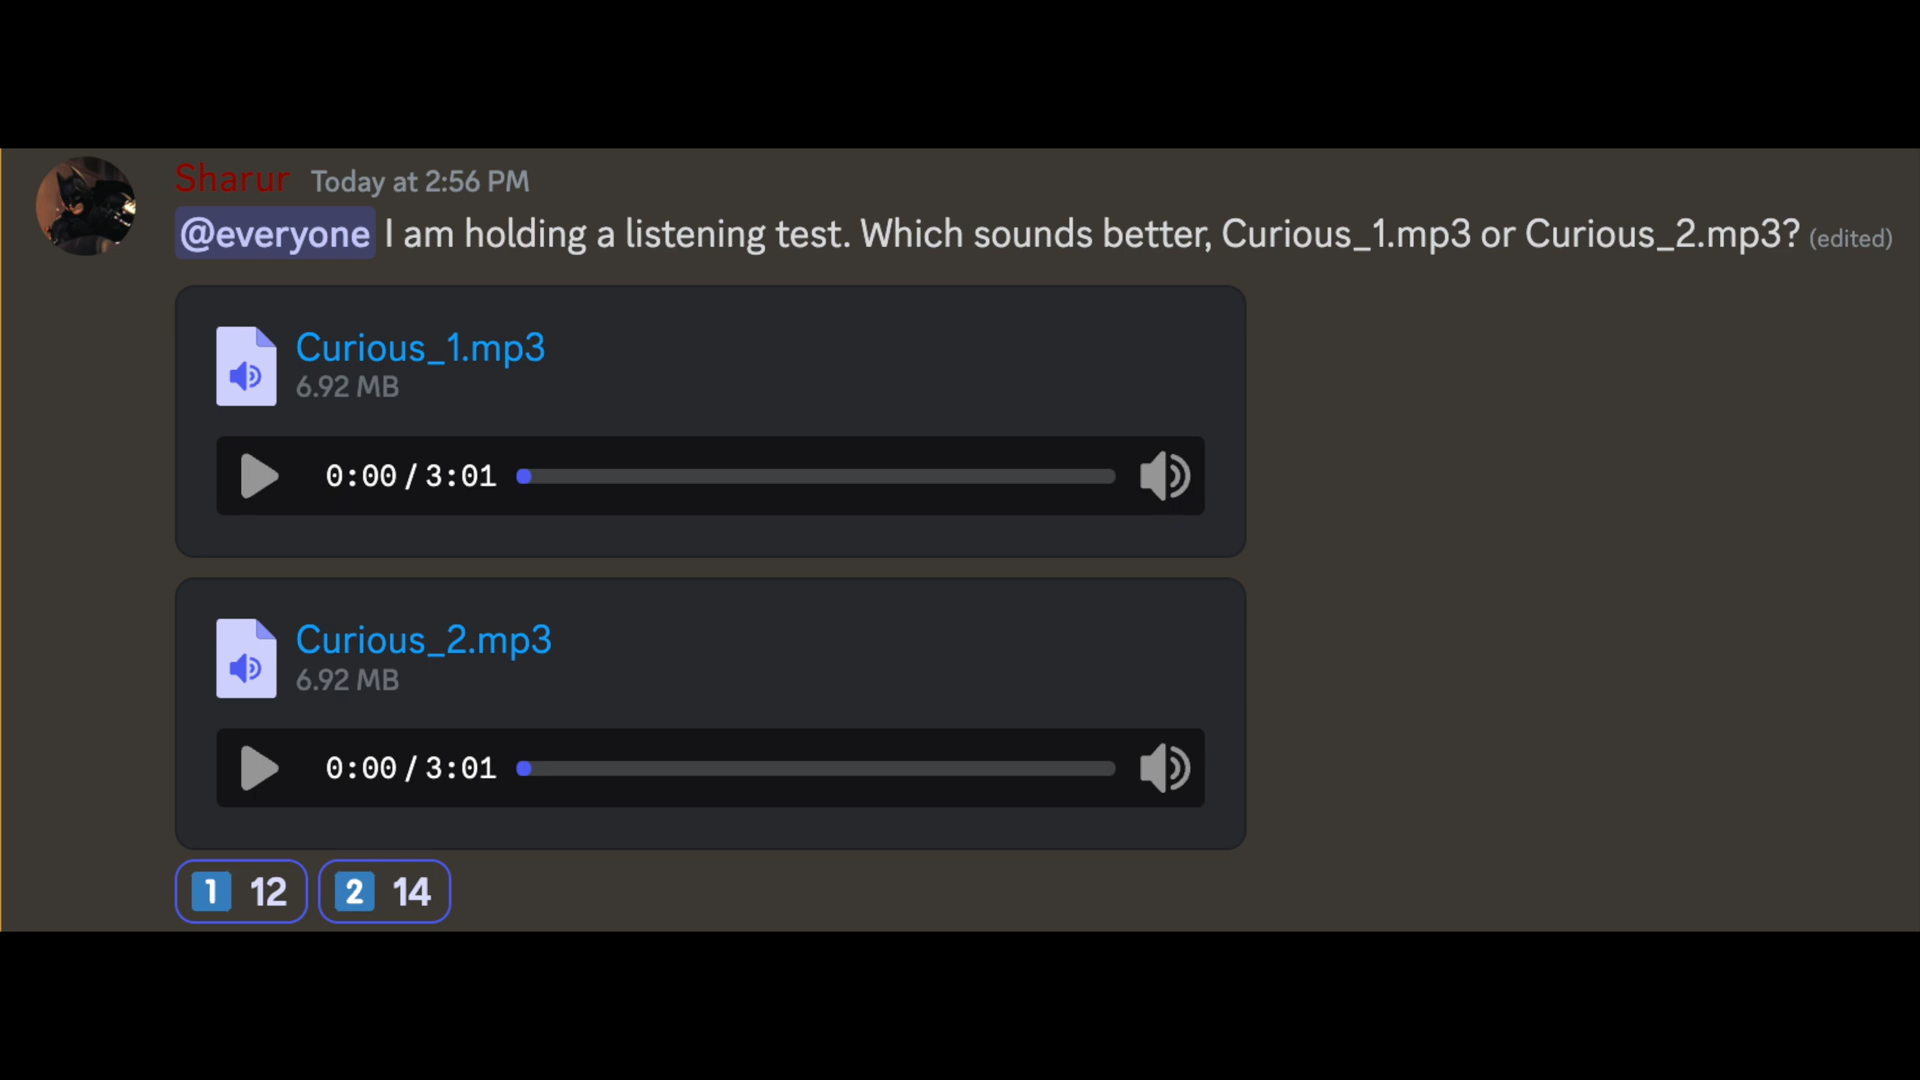 Sharur Today at 2:56 PM
@everyone I am holding a listening test. Which sounds better, Curious_1.mp3 or Curious_2.mp3? (edited)
Curious_1.mp3
6.92 MB
0:00 / 3:01
Curious_2.mp3
6.92 MB
0:00 / 3:01
1 12 2 14